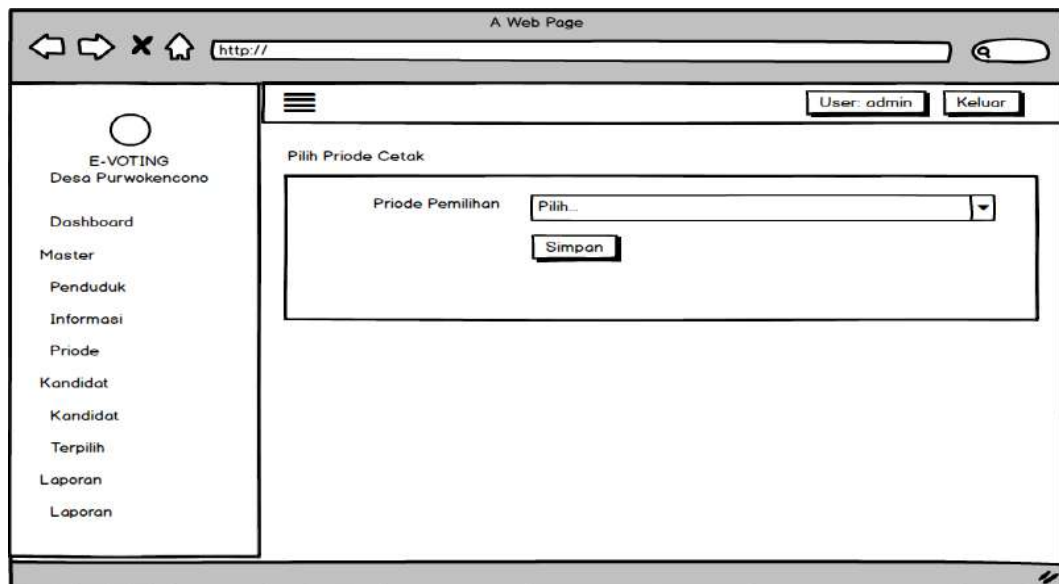 A Web Page
http://
User: admin
Keluar
E-VOTING
Desa Purwokencono
Dashboard
Master
Penduduk
Informasi
Priode
Kandidat
Kandidat
Terpilih
Laporan
Laporan
Pilih Priode Cetak
Priode Pemilihan
Pilih...
Simpan